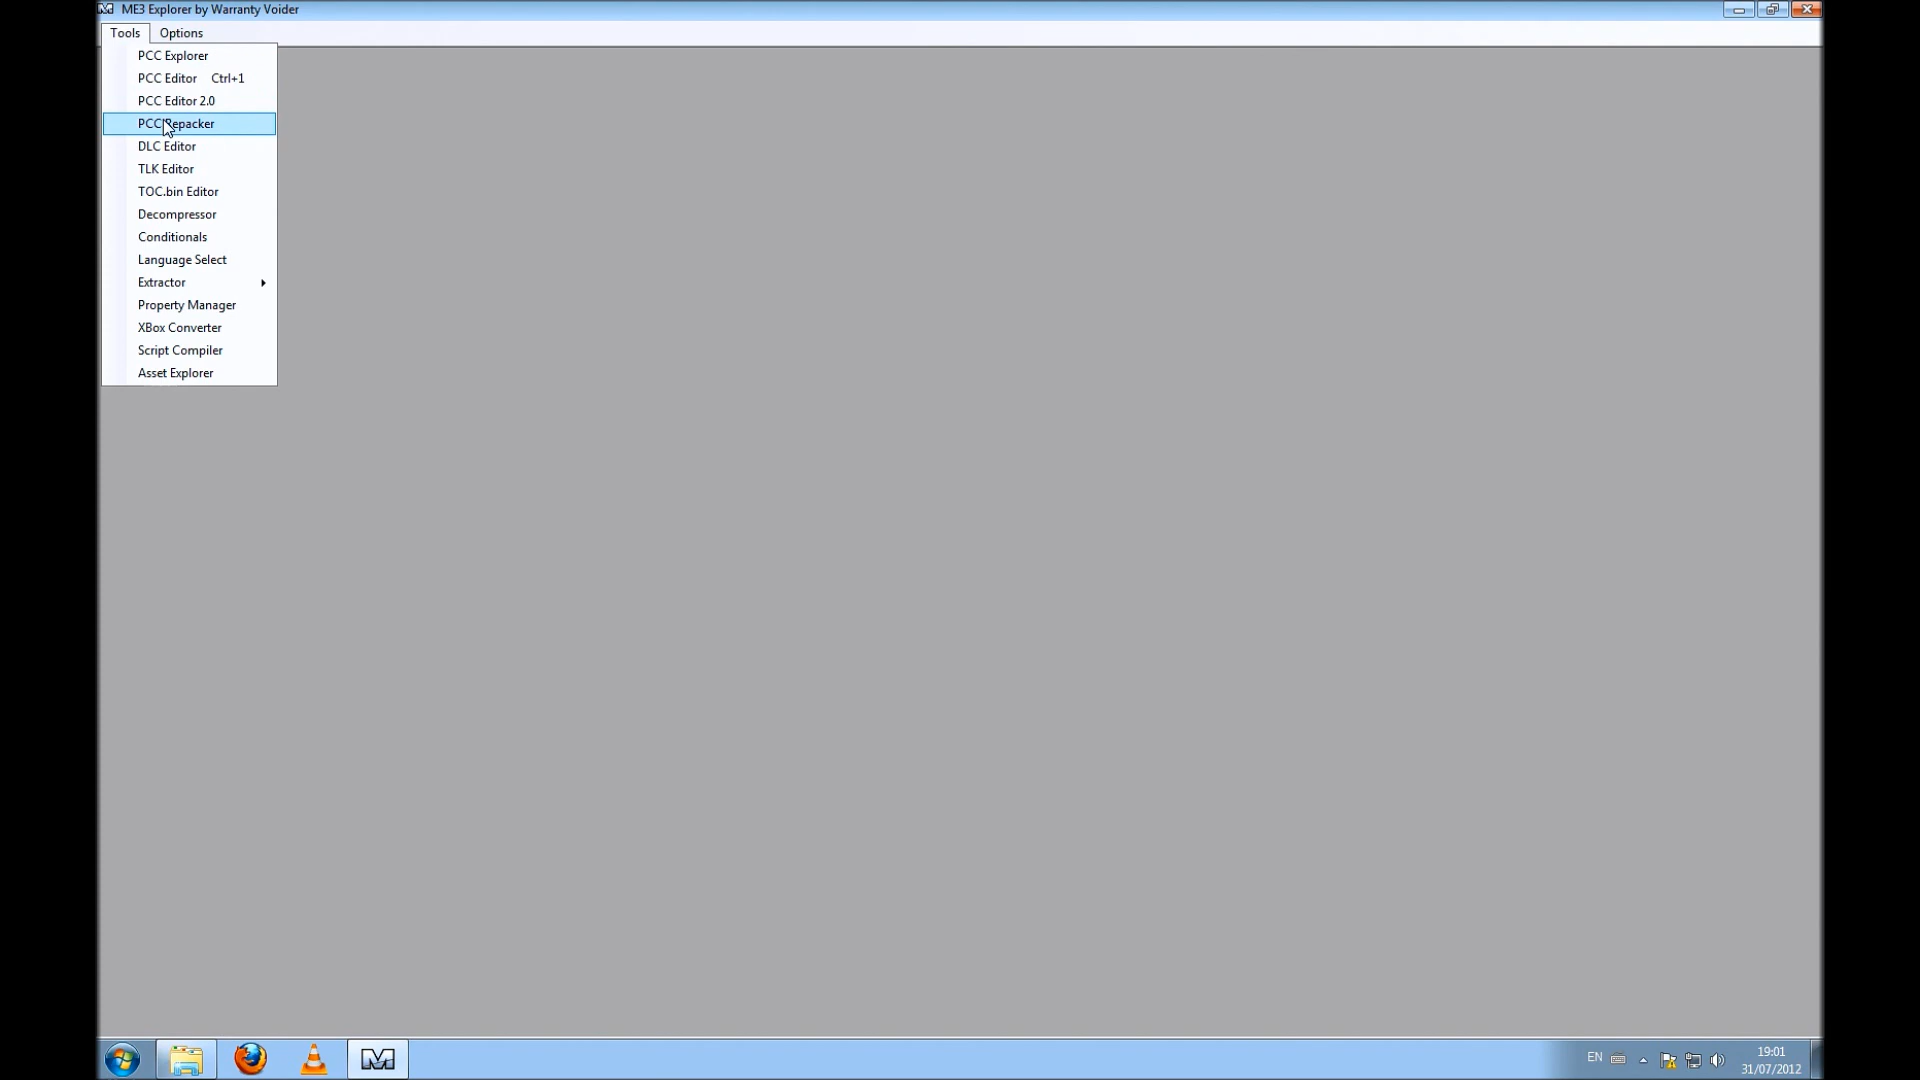 ME3 Explorer by Warranty Voider
Tools Options
PCC Explorer
PCC Editor Ctrl+1
PCC Editor 2.0
PCC Repacker
DLC Editor
TLK Editor
TOC.bin Editor
Decompressor
Conditionals
Language Select
Extractor
Property Manager
XBox Converter
Script Compiler
Asset Explorer
EN
19:01
31/07/2012